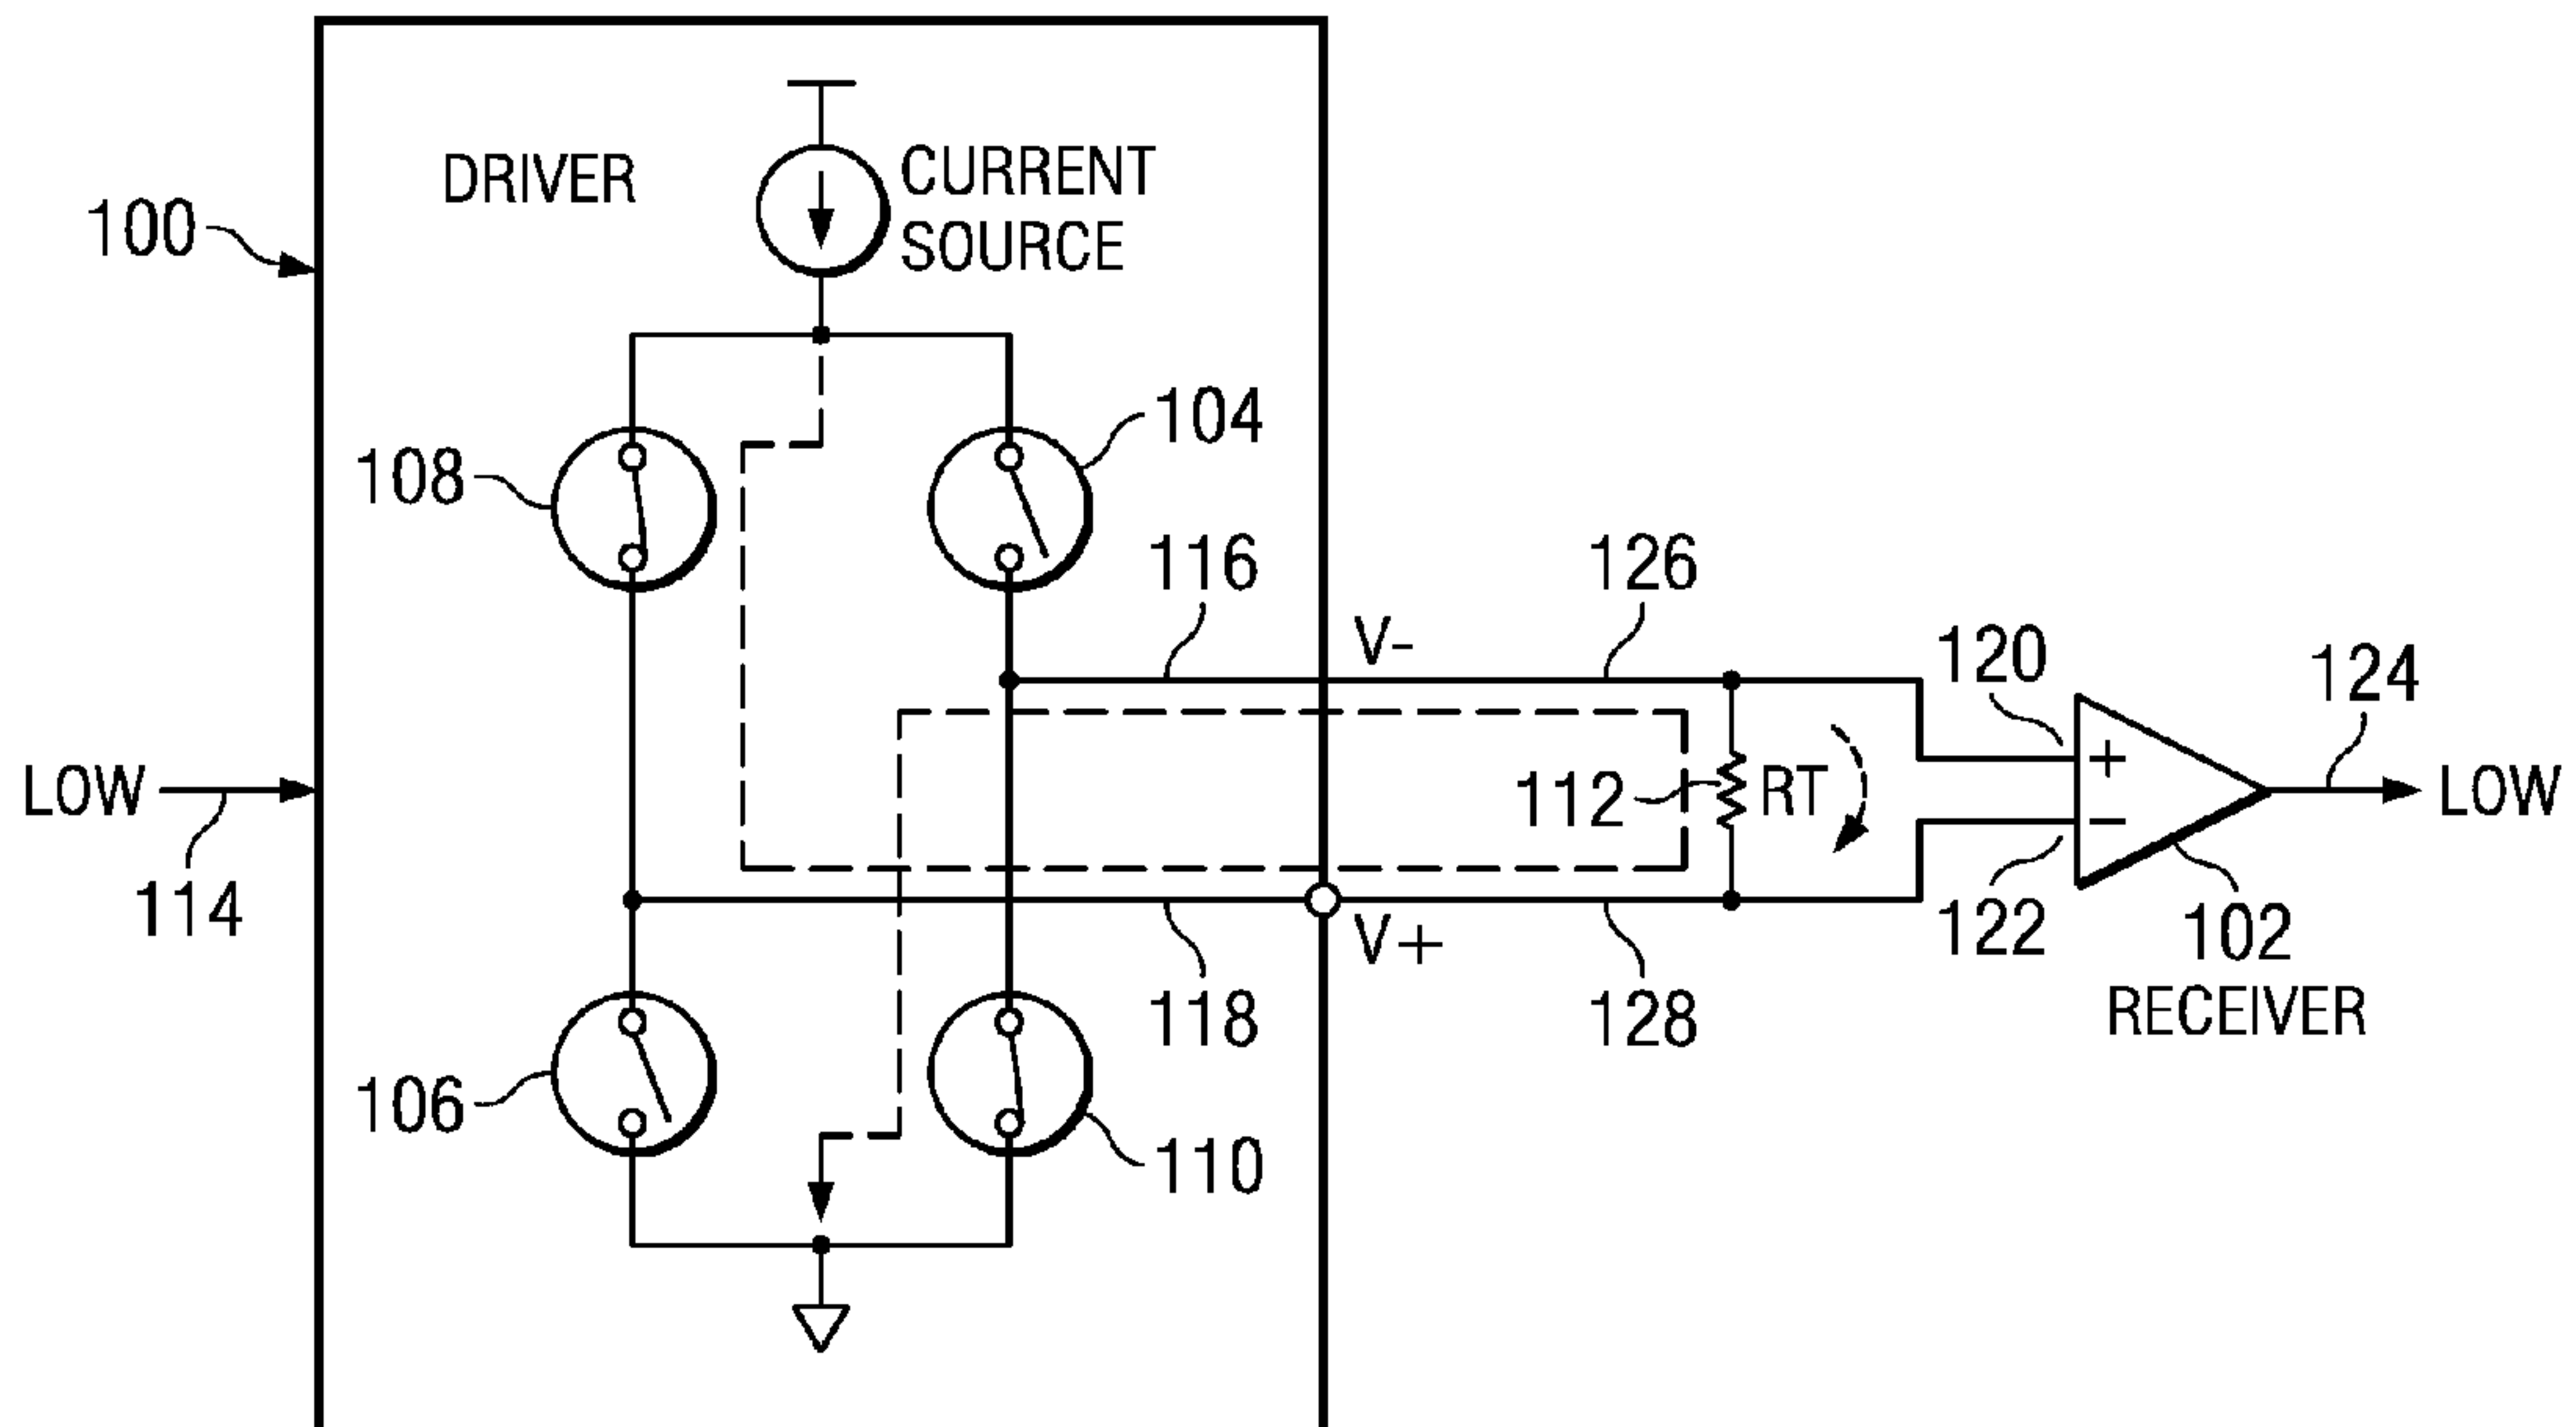 DRIVER
CURRENT
SOURCE
100
108
104
116
126
V-
120
124
LOW
114
112
RT
+
−
LOW
122
102
RECEIVER
V+
118
128
106
110